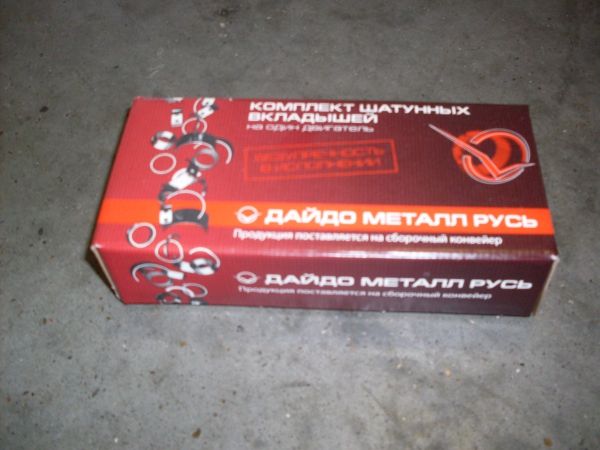 КОМПЛЕКТ ШАТУННЫХ
ВКЛАДЫШЕЙ
на один двигатель
БЕЗУПРЕЧНОСТЬ
В ИСПОЛНЕНИИ
ДАЙДО МЕТАЛЛ РУСЬ
Продукция поставляется на сборочный конвейер
ДАЙДО МЕТАЛЛ РУСЬ
Продукция поставляется на сборочный конвейер